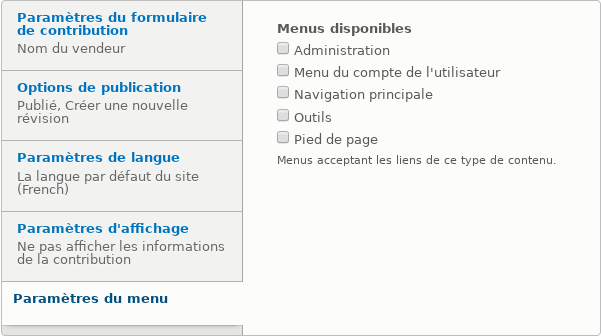 Paramètres du formulaire
de contribution
Nom du vendeur
Options de publication
Publié, Créer une nouvelle
révision
Paramètres de langue
La langue par défaut du site
(French)
Paramètres d'affichage
Ne pas afficher les informations
de la contribution
Paramètres du menu
Menus disponibles
Administration
Menu du compte de l'utilisateur
Navigation principale
Outils
Pied de page
Menus acceptant les liens de ce type de contenu.